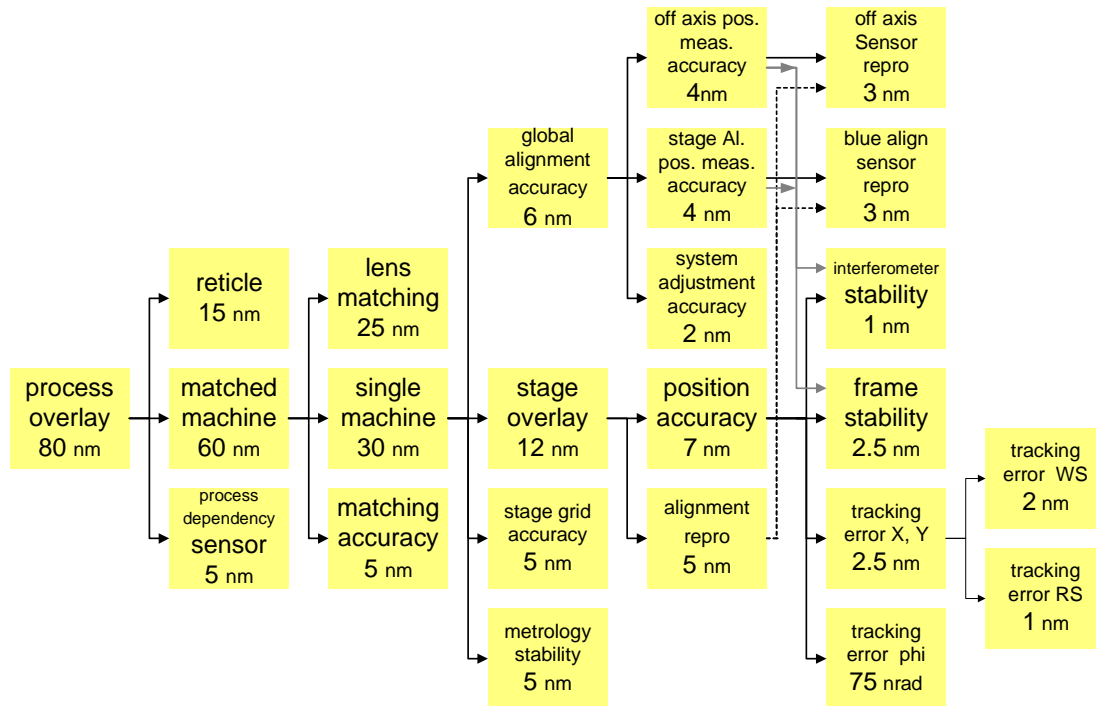 process
overlay
80 nm
reticle
15 nm
matched
machine
60 nm
process
dependency
sensor
5 nm
lens
matching
25 nm
single
machine
30 nm
matching
accuracy
5 nm
global
alignment
accuracy
6 nm
stage
overlay
12 nm
stage grid
accuracy
5 nm
metrology
stability
5 nm
off axis pos.
meas.
accuracy
4nm
stage Al.
pos. meas.
accuracy
4 nm
system
adjustment
accuracy
2 nm
position
accuracy
7 nm
alignment
repro
5 nm
off axis
Sensor
repro
3 nm
blue align
sensor
repro
3 nm
interferometer
stability
1 nm
frame
stability
2.5 nm
tracking
error X, Y
2.5 nm
tracking
error phi
75 nrad
tracking
error WS
2 nm
tracking
error RS
1 nm